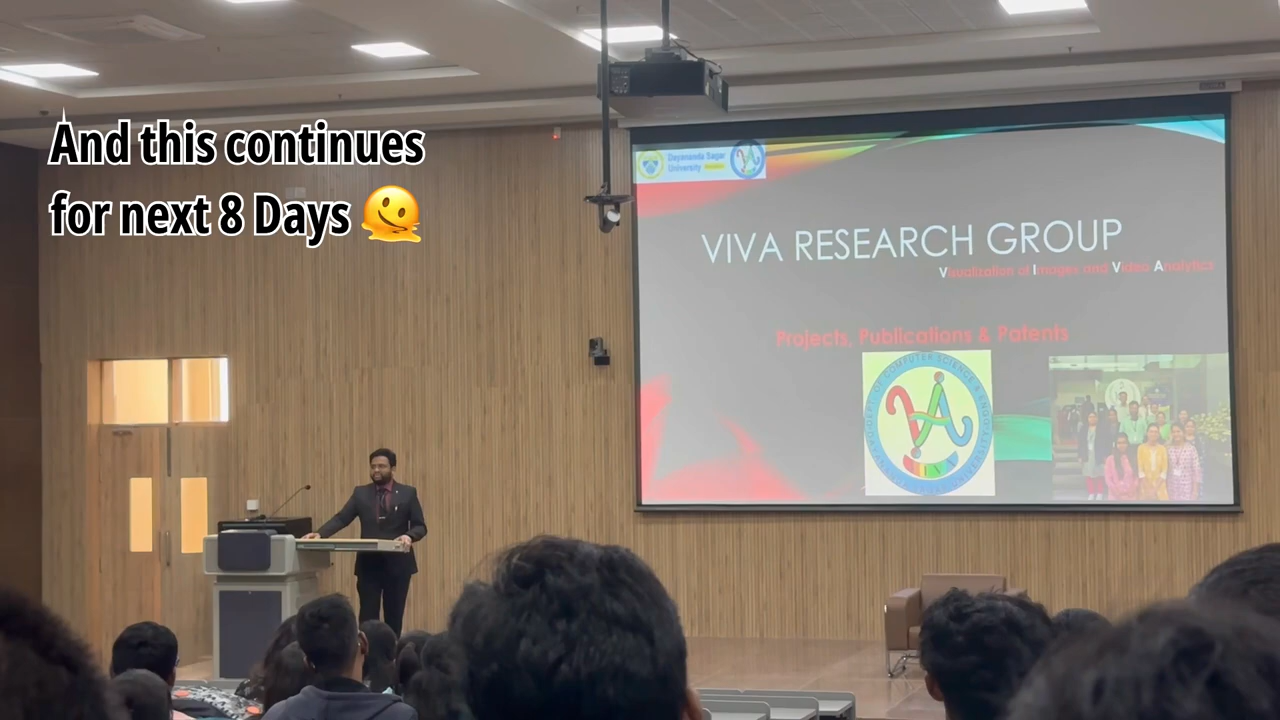 And this continues
for next 8 Days 🫠
Dayananda Sagar
University
VIVA RESEARCH GROUP
Visualization of Images and Video Analytics
Projects, Publications & Patents